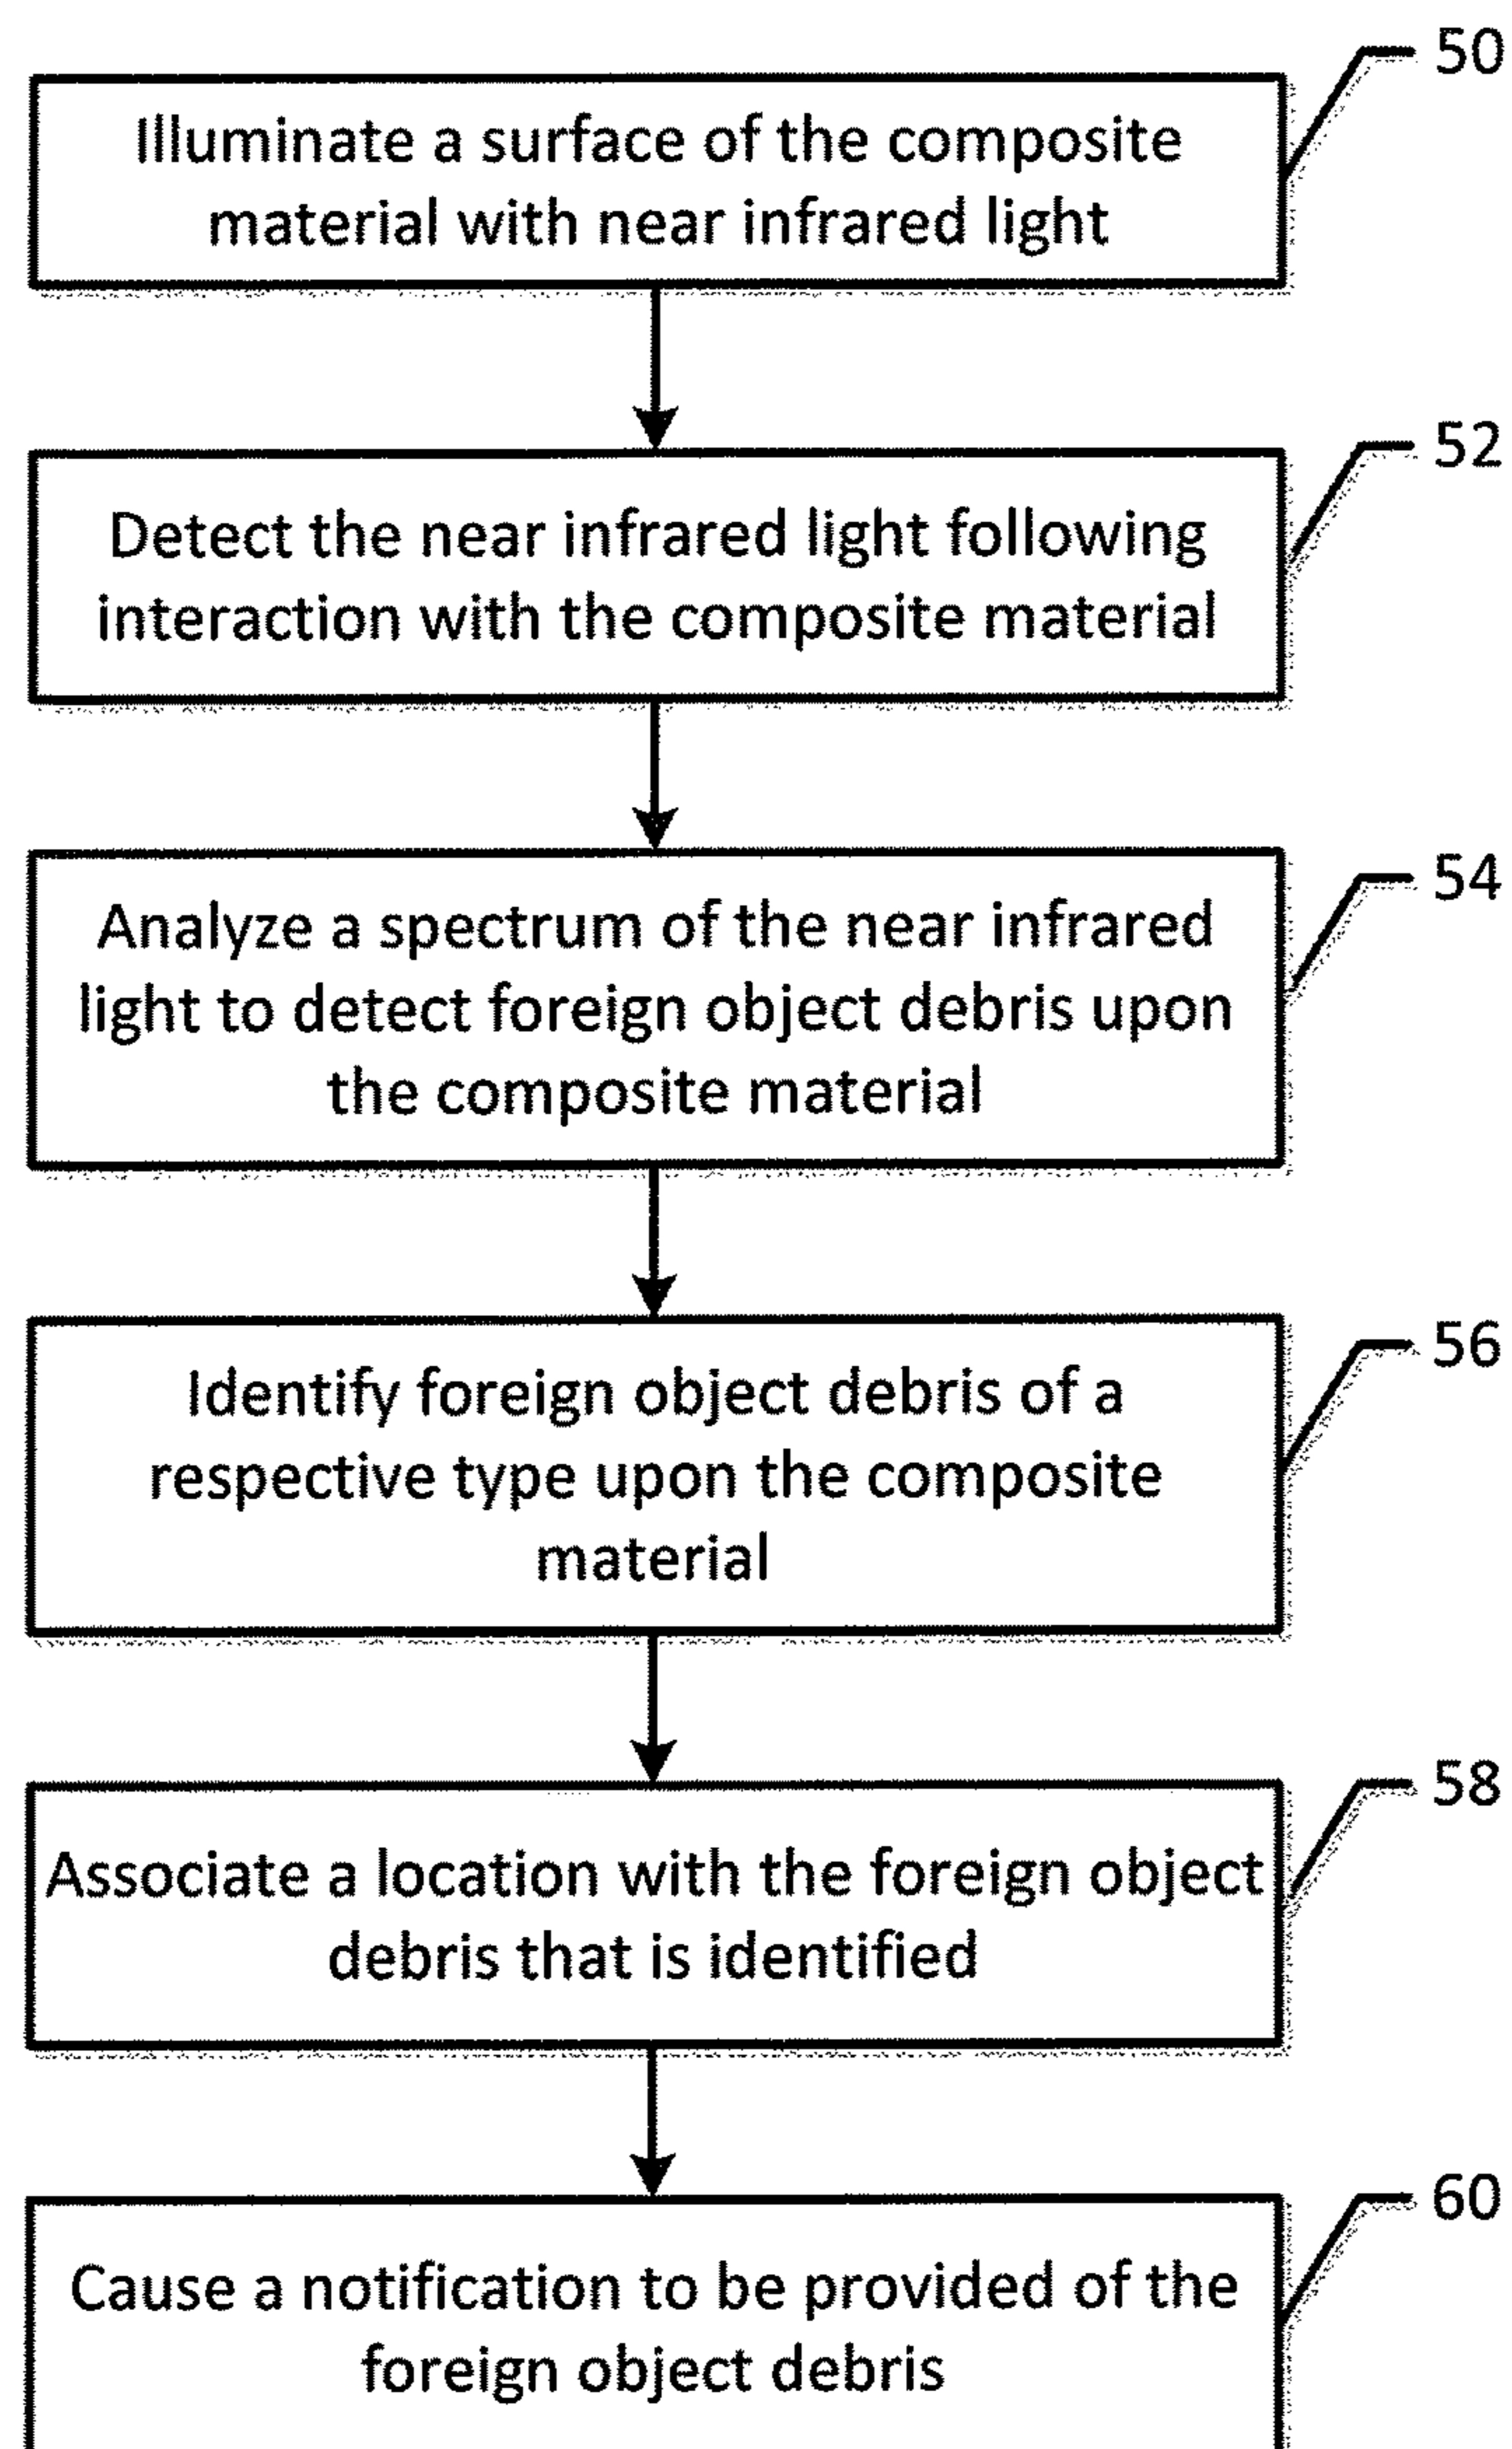 50
Illuminate a surface of the composite
material with near infrared light
52
Detect the near infrared light following
interaction with the composite material
54
Analyze a spectrum of the near infrared
light to detect foreign object debris upon
the composite material
56
Identify foreign object debris of a
respective type upon the composite
material
58
Associate a location with the foreign object
debris that is identified
60
Cause a notification to be provided of the
foreign object debris